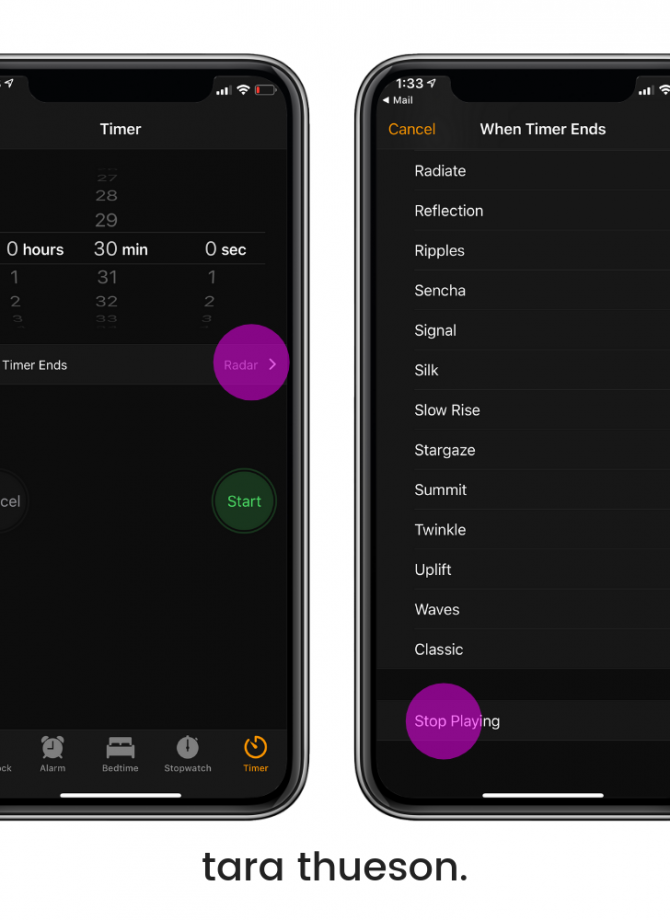 Timer
27
28
29
0 hours 30 min 0 sec
1 31 1
2 32 2
3 33 3
Timer Ends Radar
Start
Alarm Bedtime Stopwatch Timer
1:33
Mail
Cancel When Timer Ends
Radiate
Reflection
Ripples
Sencha
Signal
Silk
Slow Rise
Stargaze
Summit
Twinkle
Uplift
Waves
Classic
Stop Playing
tara thueson.